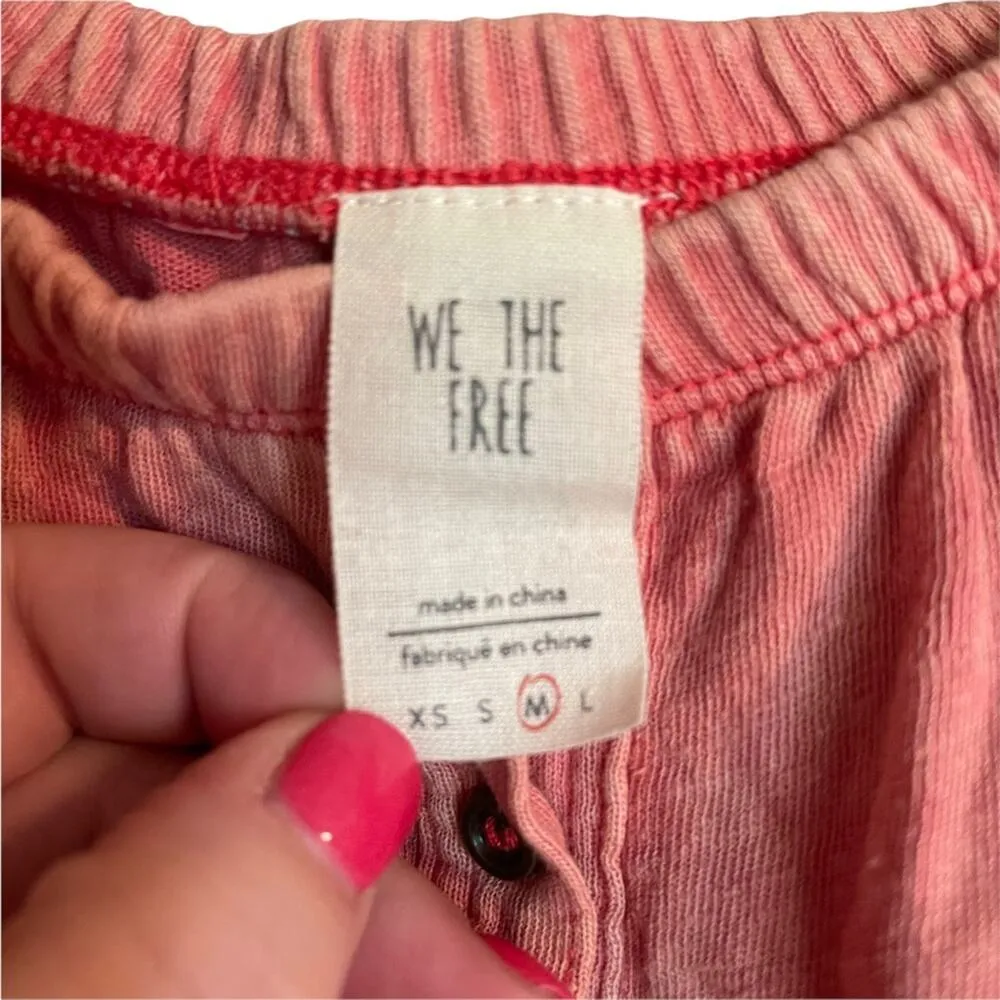 WE THE
FREE
made in china
fabriqué en chine
XS S M L